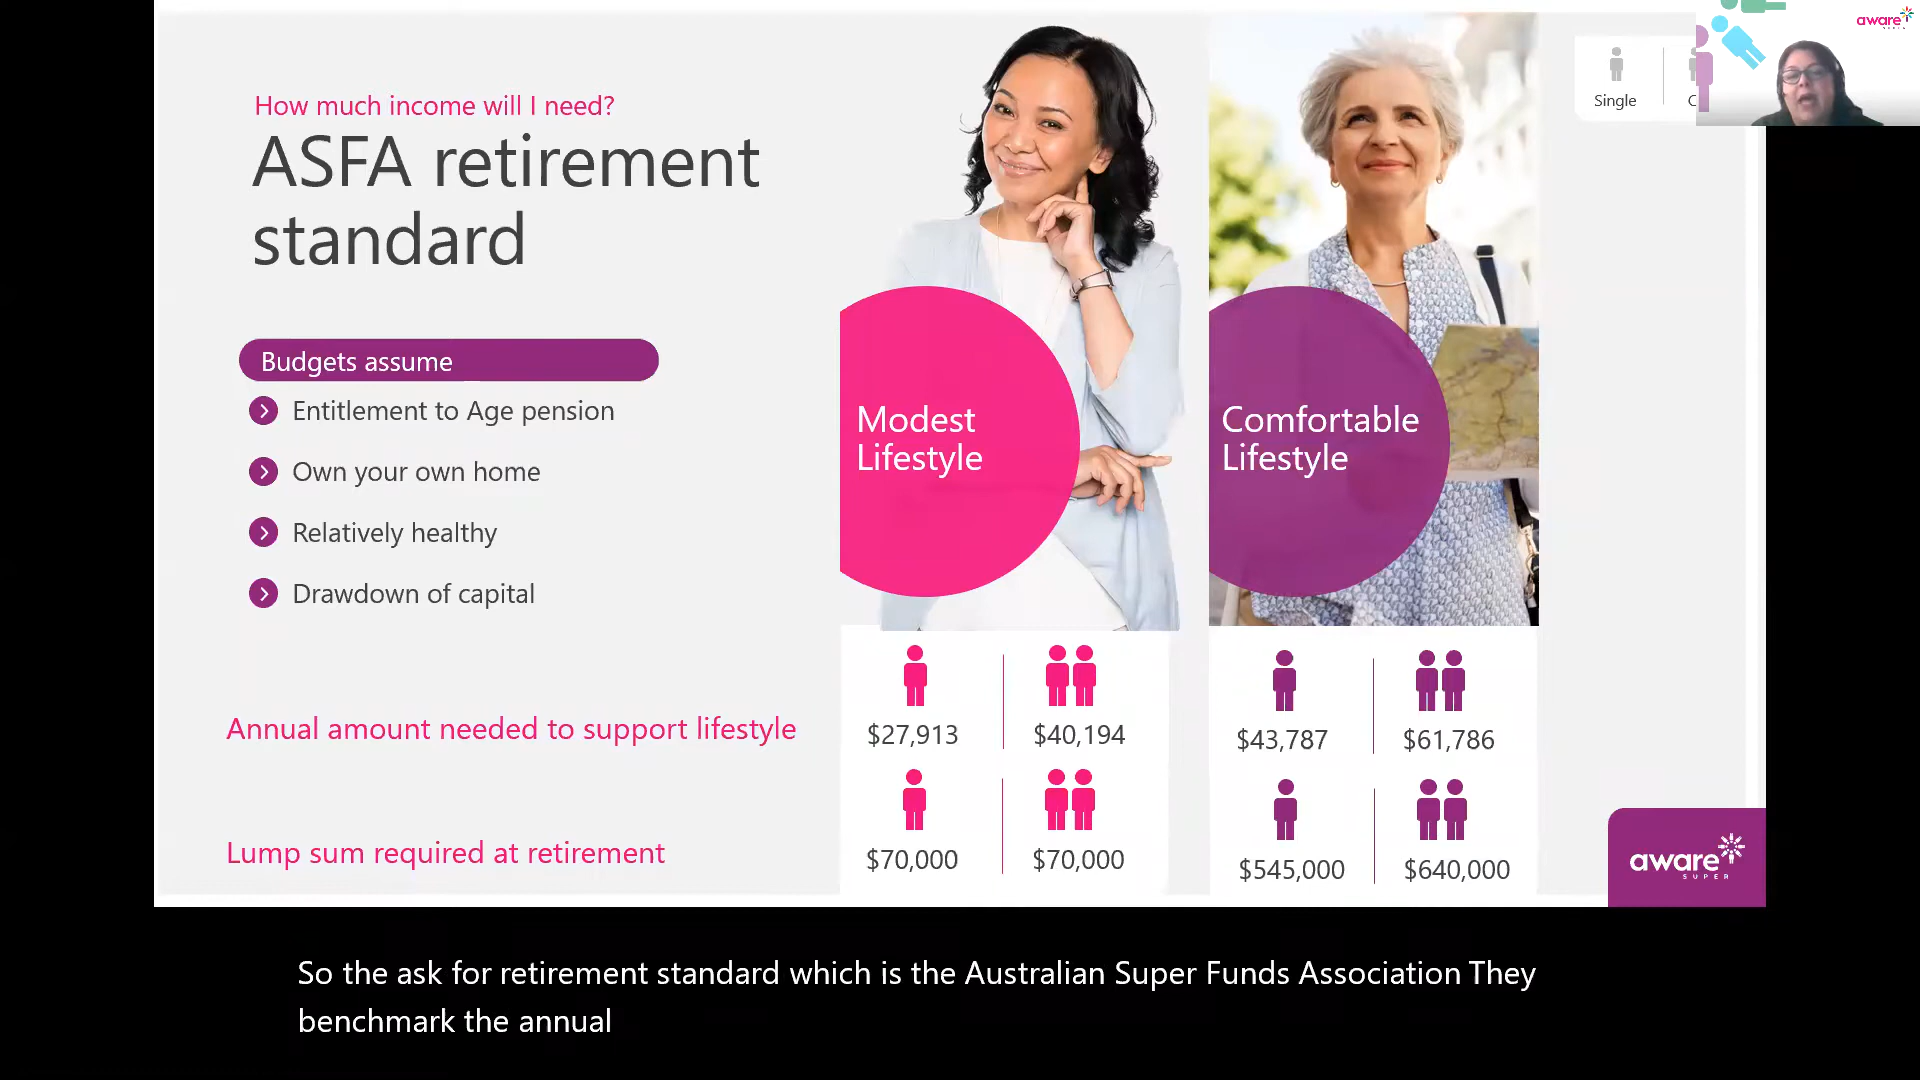 How much income will I need?
ASFA retirement
standard
Budgets assume
Entitlement to Age pension
Own your own home
Relatively healthy
Drawdown of capital
Modest
Lifestyle
Comfortable
Lifestyle
Single
aware
SUPER
Annual amount needed to support lifestyle
$27,913
$40,194
$43,787
$61,786
Lump sum required at retirement
$70,000
$70,000
$545,000
$640,000
aware
SUPER
So the ask for retirement standard which is the Australian Super Funds Association They
benchmark the annual